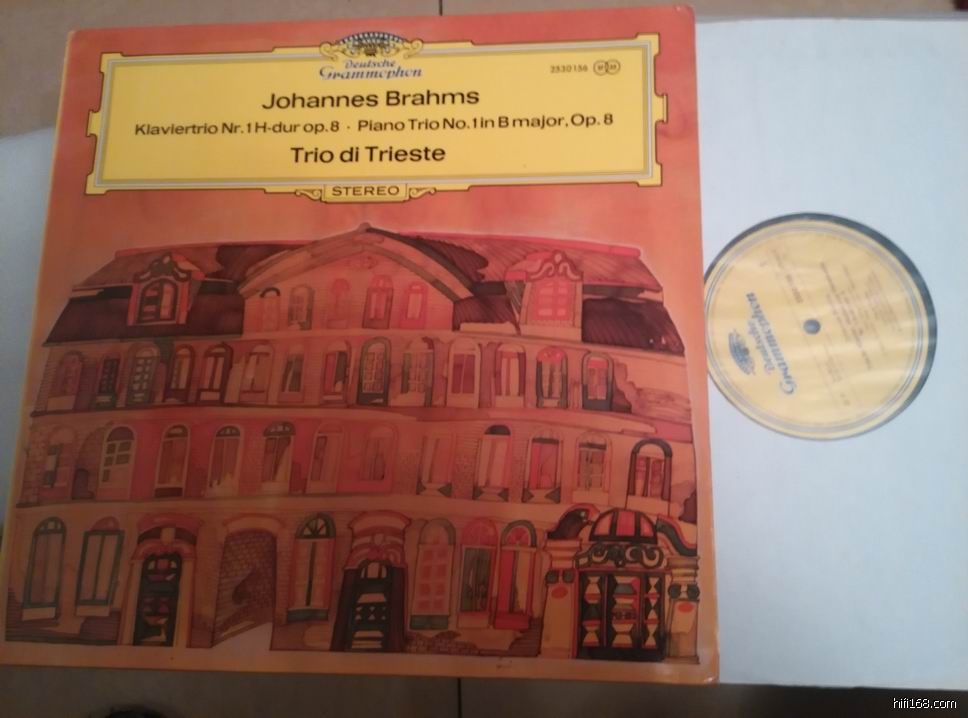 Deutsche
Grammophon
2530 156
Johannes Brahms
Klaviertrio Nr. 1 H-dur op. 8 · Piano Trio No. 1 in B major, Op. 8
Trio di Trieste
STEREO
Deutsche
Grammophon
hifi168.com